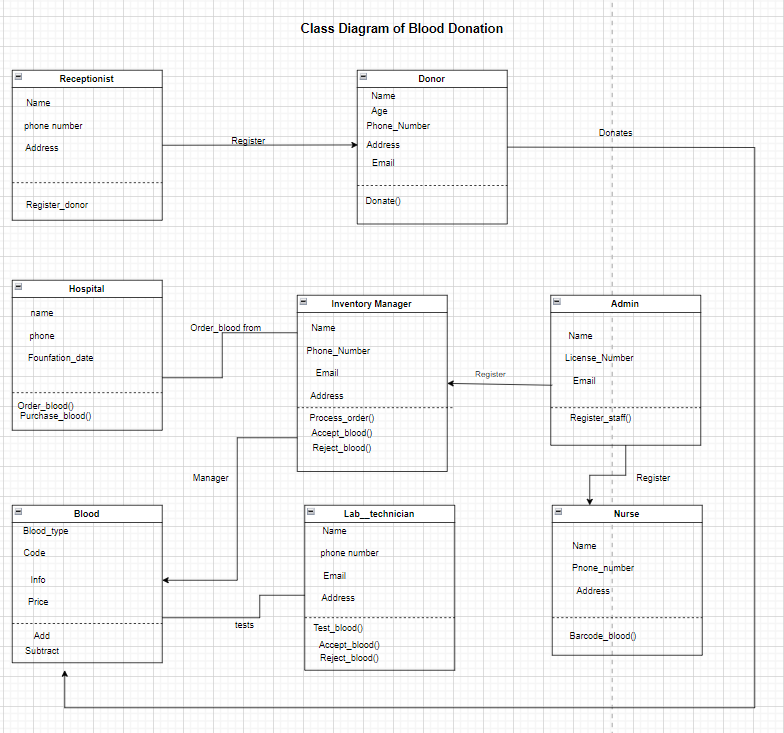 Class Diagram of Blood Donation
Receptionist
Name
phone number
Address
Register_donor
Register
Donor
Name
Age
Phone_Number
Address
Email
Donate()
Donates
Hospital
name
phone
Founfation_date
Order_blood()
Purchase_blood()
Order_blood from
Inventory Manager
Name
Phone_Number
Email
Address
Process_order()
Accept_blood()
Reject_blood()
Register
Admin
Name
License_Number
Email
Register_staff()
Manager
Register
Blood
Blood_type
Code
Info
Price
Add
Subtract
tests
Lab__technician
Name
phone number
Email
Address
Test_blood()
Accept_blood()
Reject_blood()
Nurse
Name
Pnone_number
Address
Barcode_blood()